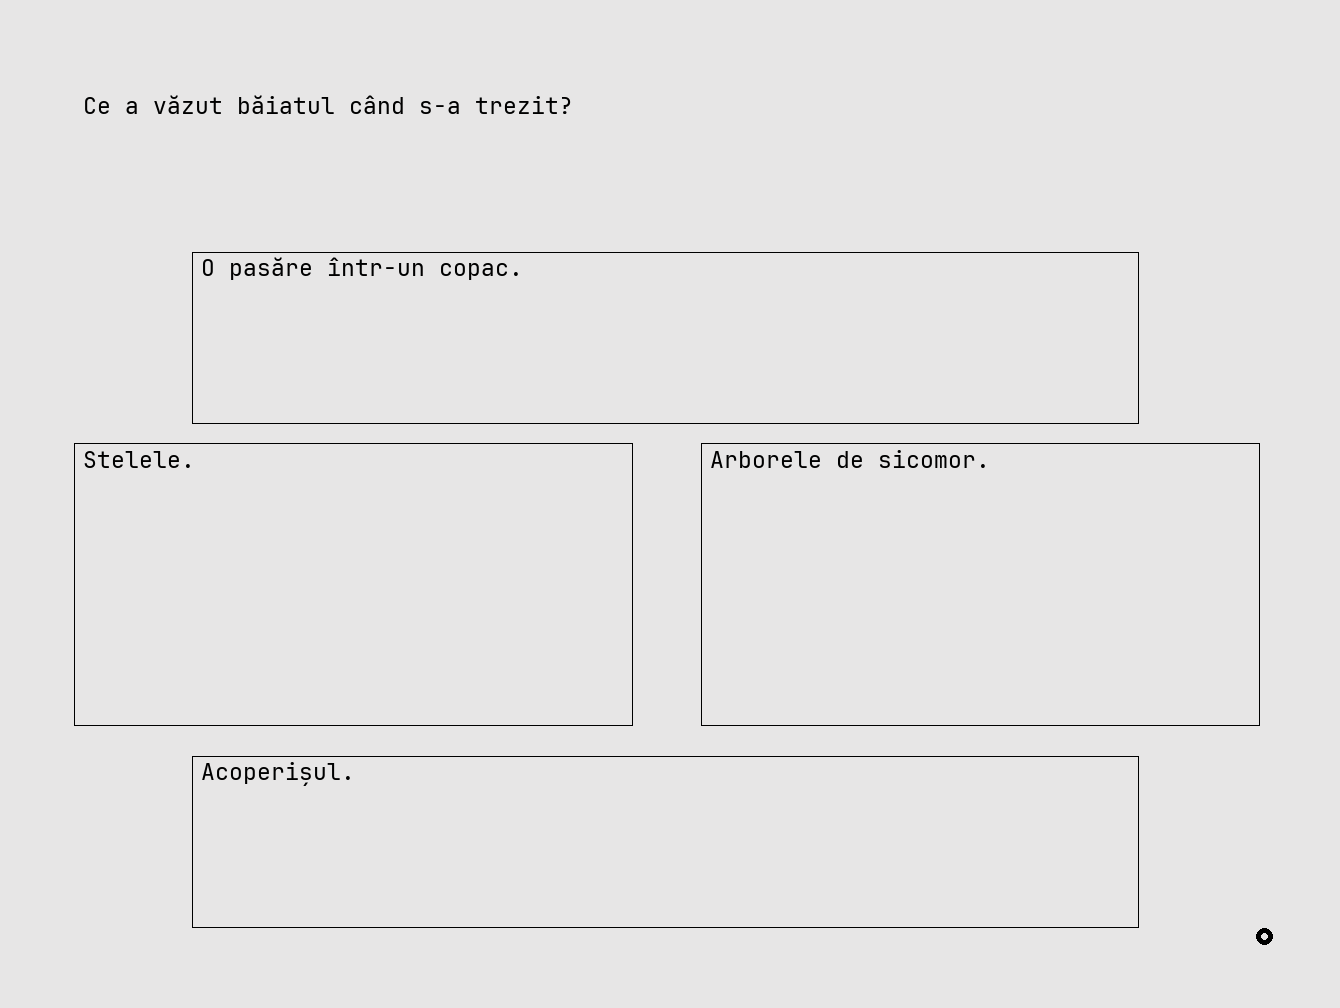 Ce a văzut băiatul când s-a trezit?
O pasăre într-un copac.
Stelele.
Arborele de sicomor.
Acoperișul.